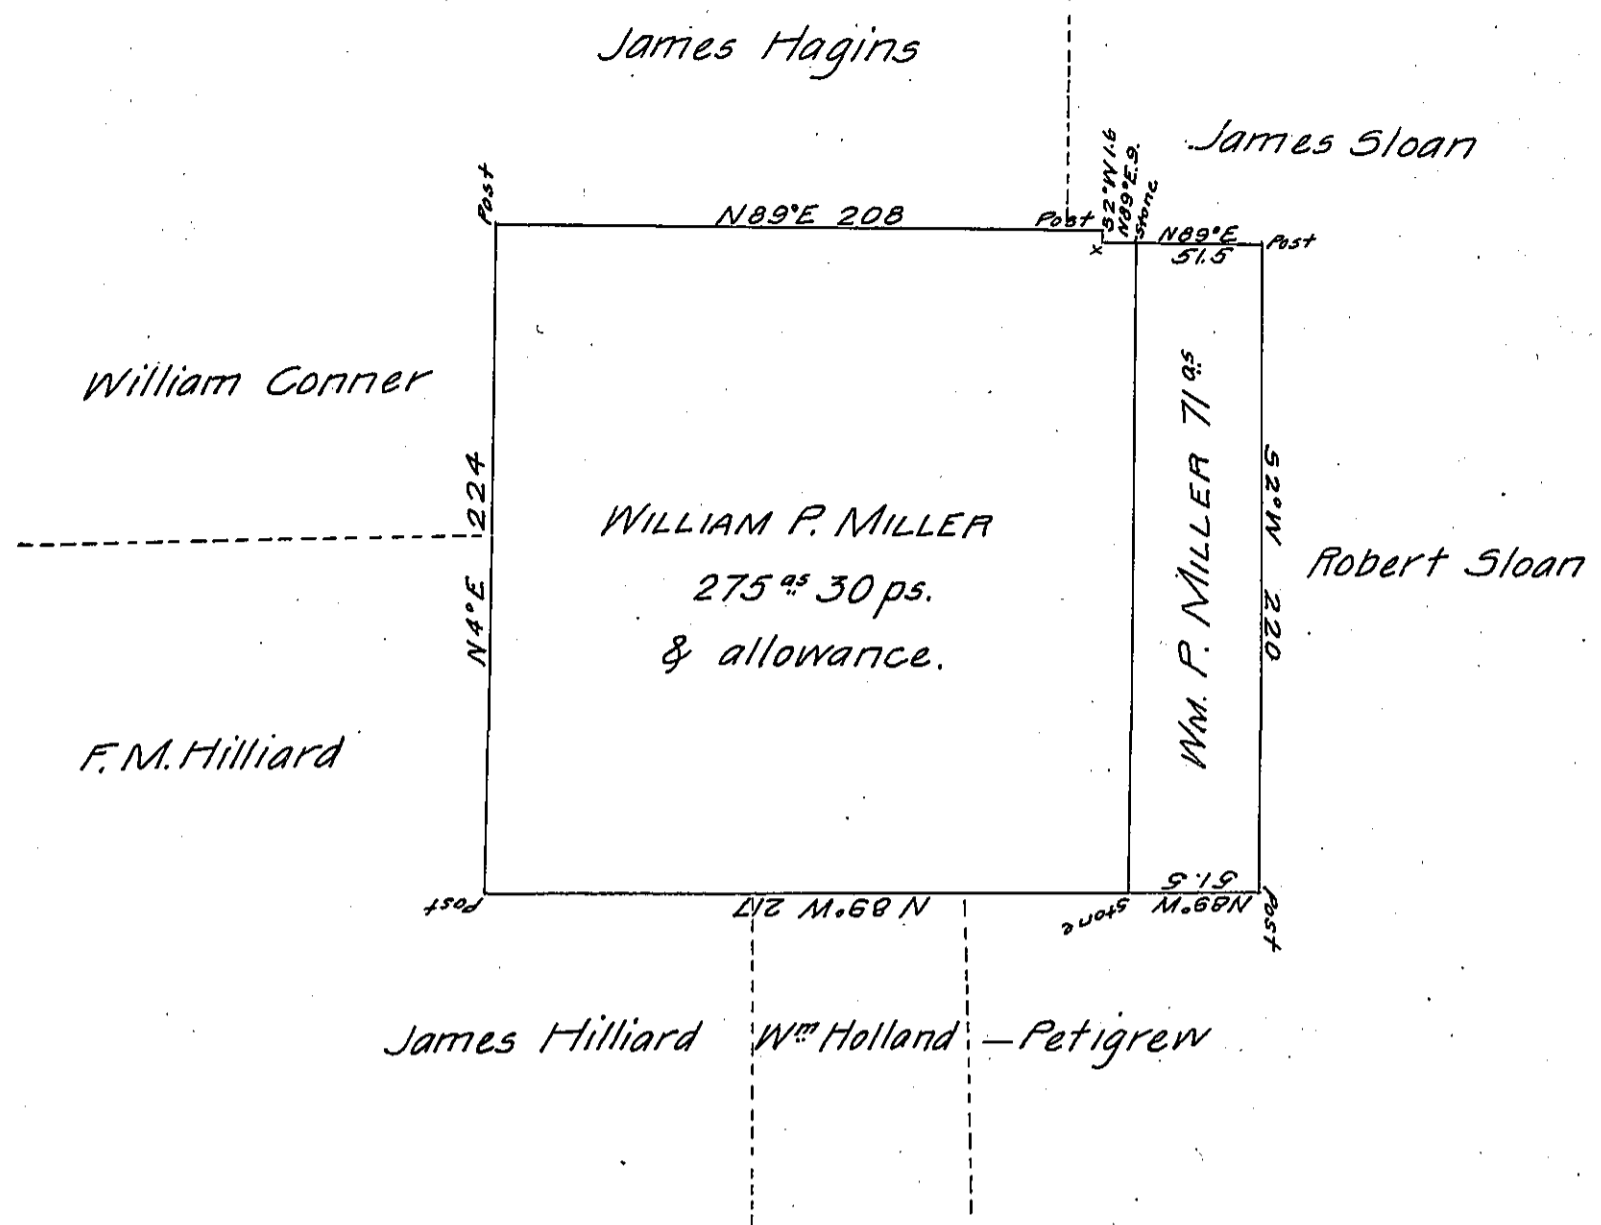 James Hagins
James Sloan
Post
N89°E 208
Post
S2°W 1.6
N89°E.9.
Stone
x
N89°E
51.5
Post
William Conner
N4°E 224
WILLIAM P. MILLER
275 as 30 ps.
& allowance.
WM. P. MILLER 71 as
S2°W 220
Robert Sloan
F. M. Hilliard
Post
N 89°W 217
Stone
N89°W
51.5
Post
James Hilliard
Wm Holland
— Petigrew